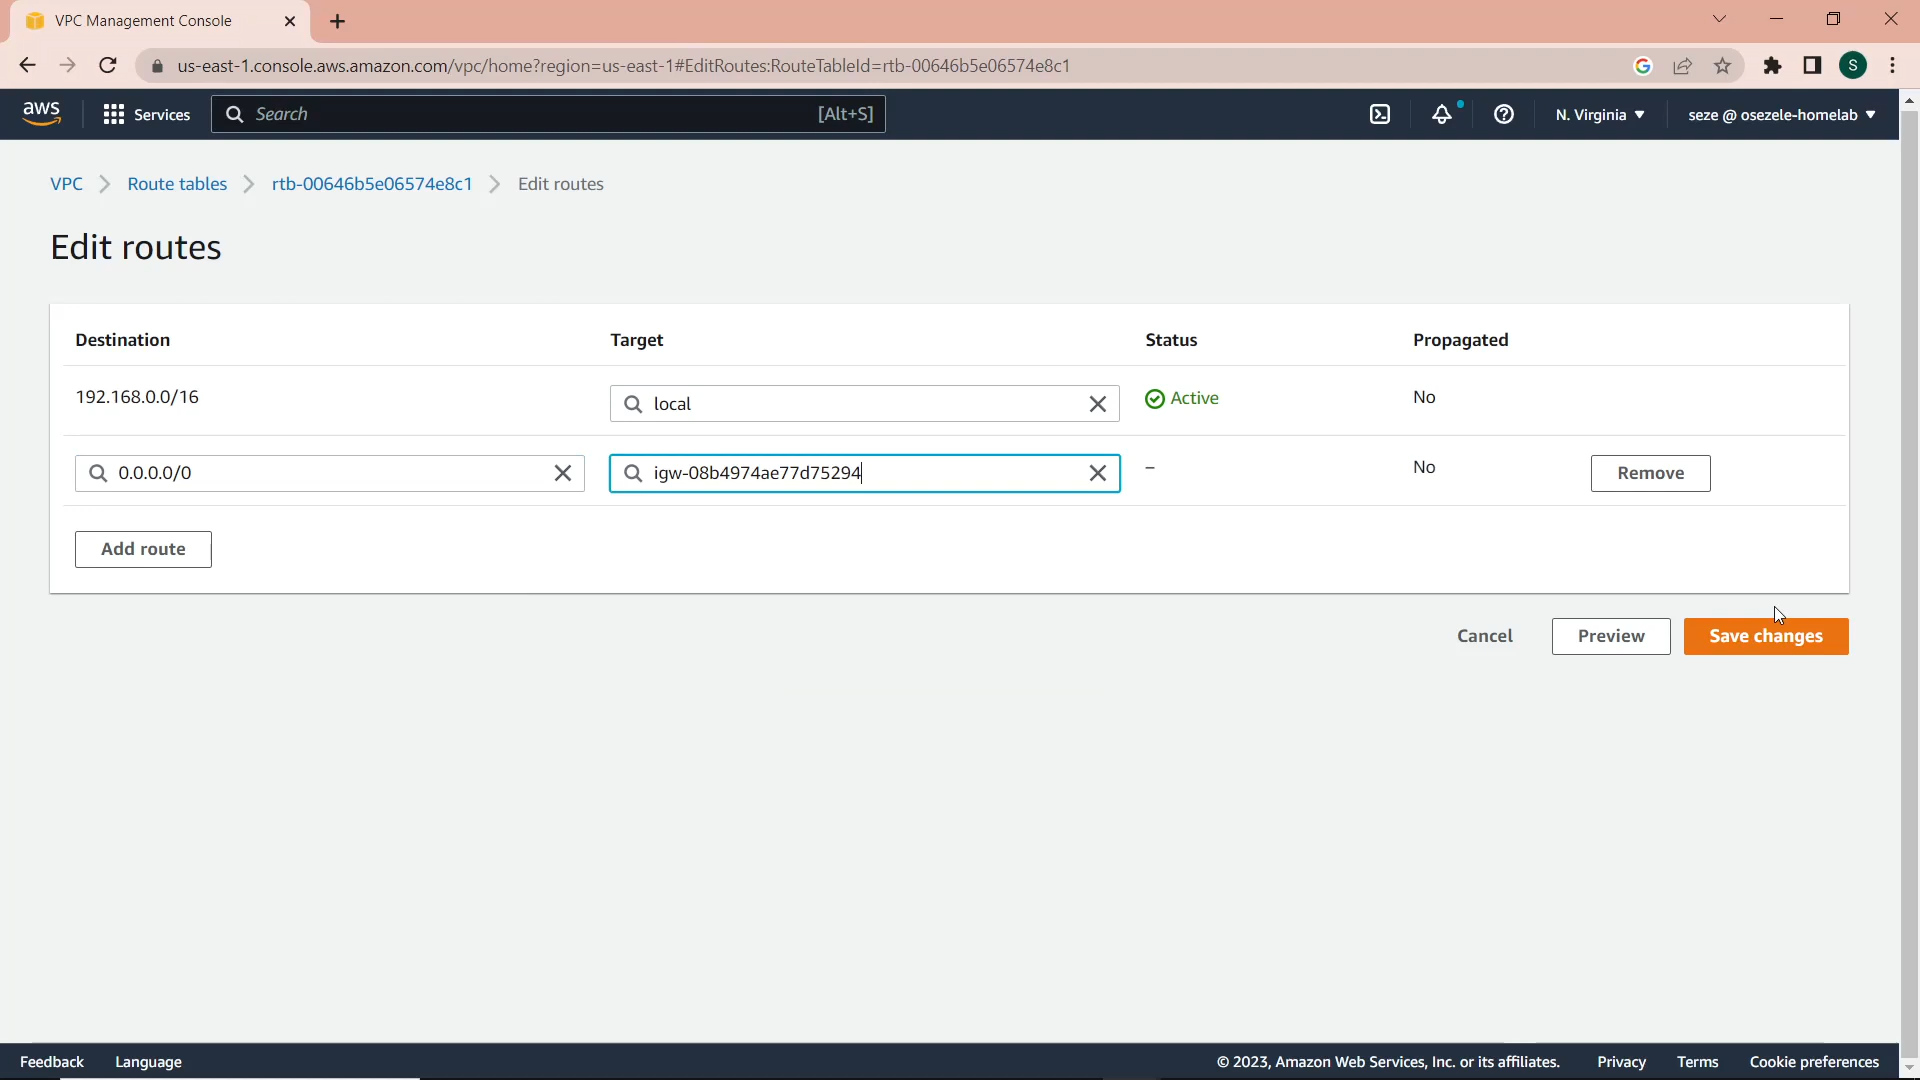 VPC Management Console
us-east-1.console.aws.amazon.com/vpc/home?region=us-east-1#EditRoutes:RouteTableId=rtb-00646b5e06574e8c1
S
aws Services Search [Alt+S] N. Virginia seze @ osezele-homelab
VPC Route tables rtb-00646b5e06574e8c1 Edit routes
Edit routes
Destination Target Status Propagated
192.168.0.0/16 local Active No
0.0.0.0/0 igw-08b4974ae77d75294 – No Remove
Add route
Cancel Preview Save changes
Feedback Language © 2023, Amazon Web Services, Inc. or its affiliates. Privacy Terms Cookie preferences